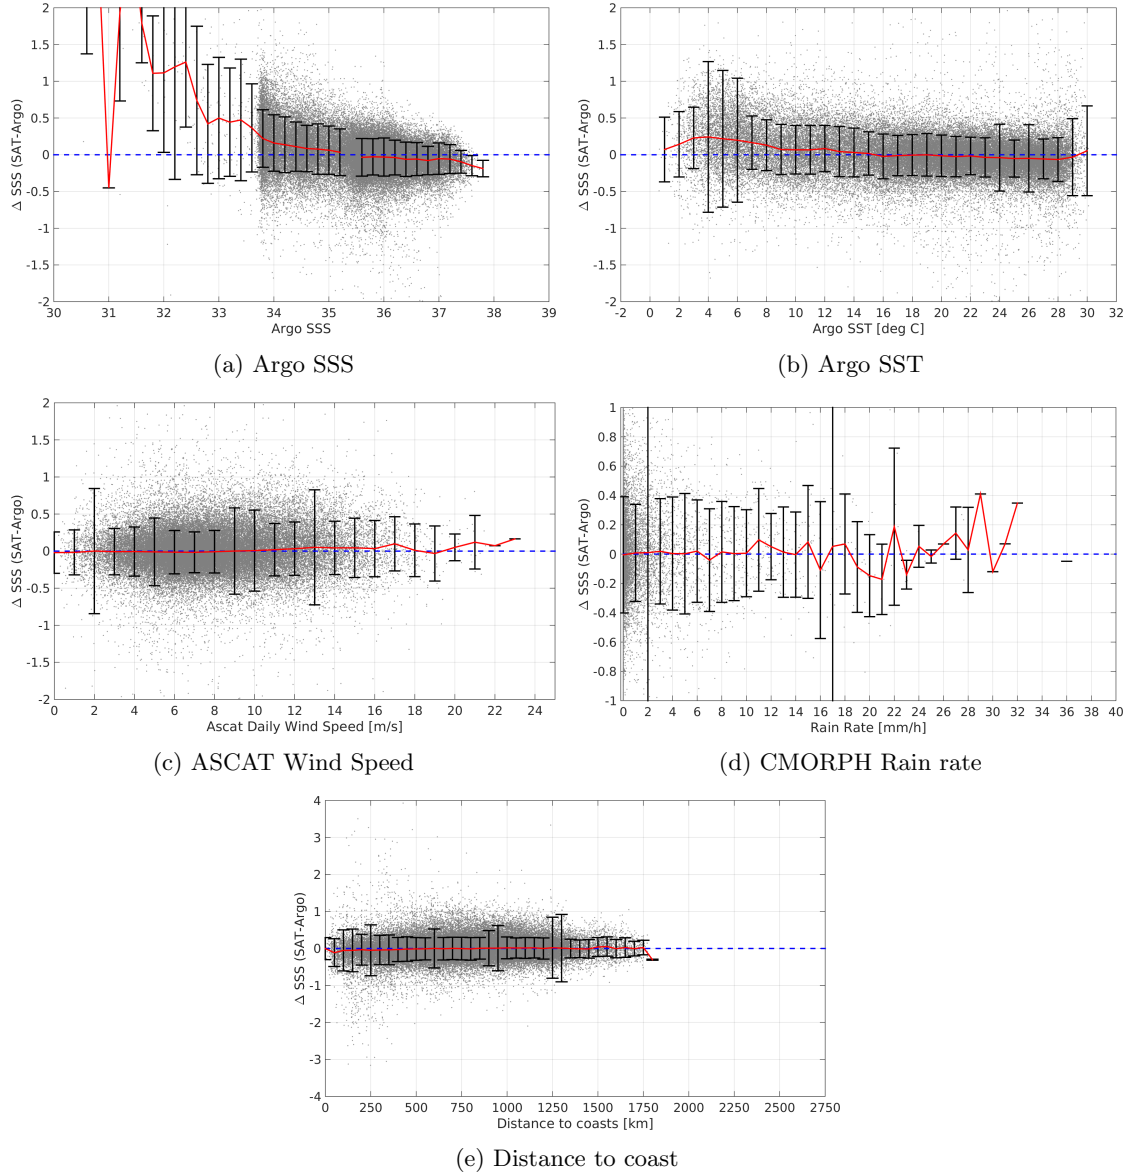 2
1.5
1
0.5
0
-0.5
-1
-1.5
-2
Δ SSS (SAT-Argo)
30 31 32 33 34 35 36 37 38 39
Argo SSS
(a) Argo SSS
2
1.5
1
0.5
0
-0.5
-1
-1.5
-2
Δ SSS (SAT-Argo)
-2 0 2 4 6 8 10 12 14 16 18 20 22 24 26 28 30 32
Argo SST [deg C]
(b) Argo SST
2
1.5
1
0.5
0
-0.5
-1
-1.5
-2
Δ SSS (SAT-Argo)
0 2 4 6 8 10 12 14 16 18 20 22 24
Ascat Daily Wind Speed [m/s]
(c) ASCAT Wind Speed
1
0.8
0.6
0.4
0.2
0
-0.2
-0.4
-0.6
-0.8
-1
Δ SSS (SAT-Argo)
0 2 4 6 8 10 12 14 16 18 20 22 24 26 28 30 32 34 36 38 40
Rain Rate [mm/h]
(d) CMORPH Rain rate
4
3
2
1
0
-1
-2
-3
-4
Δ SSS (SAT-Argo)
0 250 500 750 1000 1250 1500 1750 2000 2250 2500 2750
Distance to coasts [km]
(e) Distance to coast